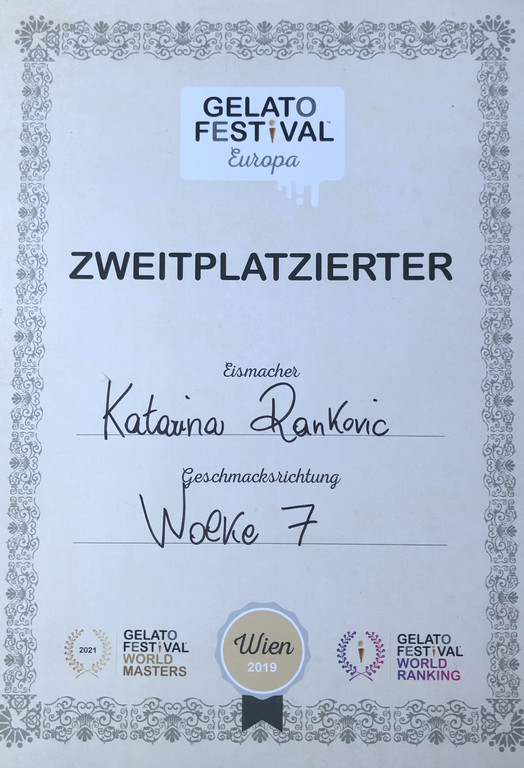 GELATO
FESTiVAL™
Europa
ZWEITPLATZIERTER
Eismacher
Katarina Rankovic
Geschmacksrichtung
Wolke 7
2021
GELATO
FESTiVAL
WORLD
MASTERS
Wien
2019
GELATO
FESTiVAL
WORLD
RANKING